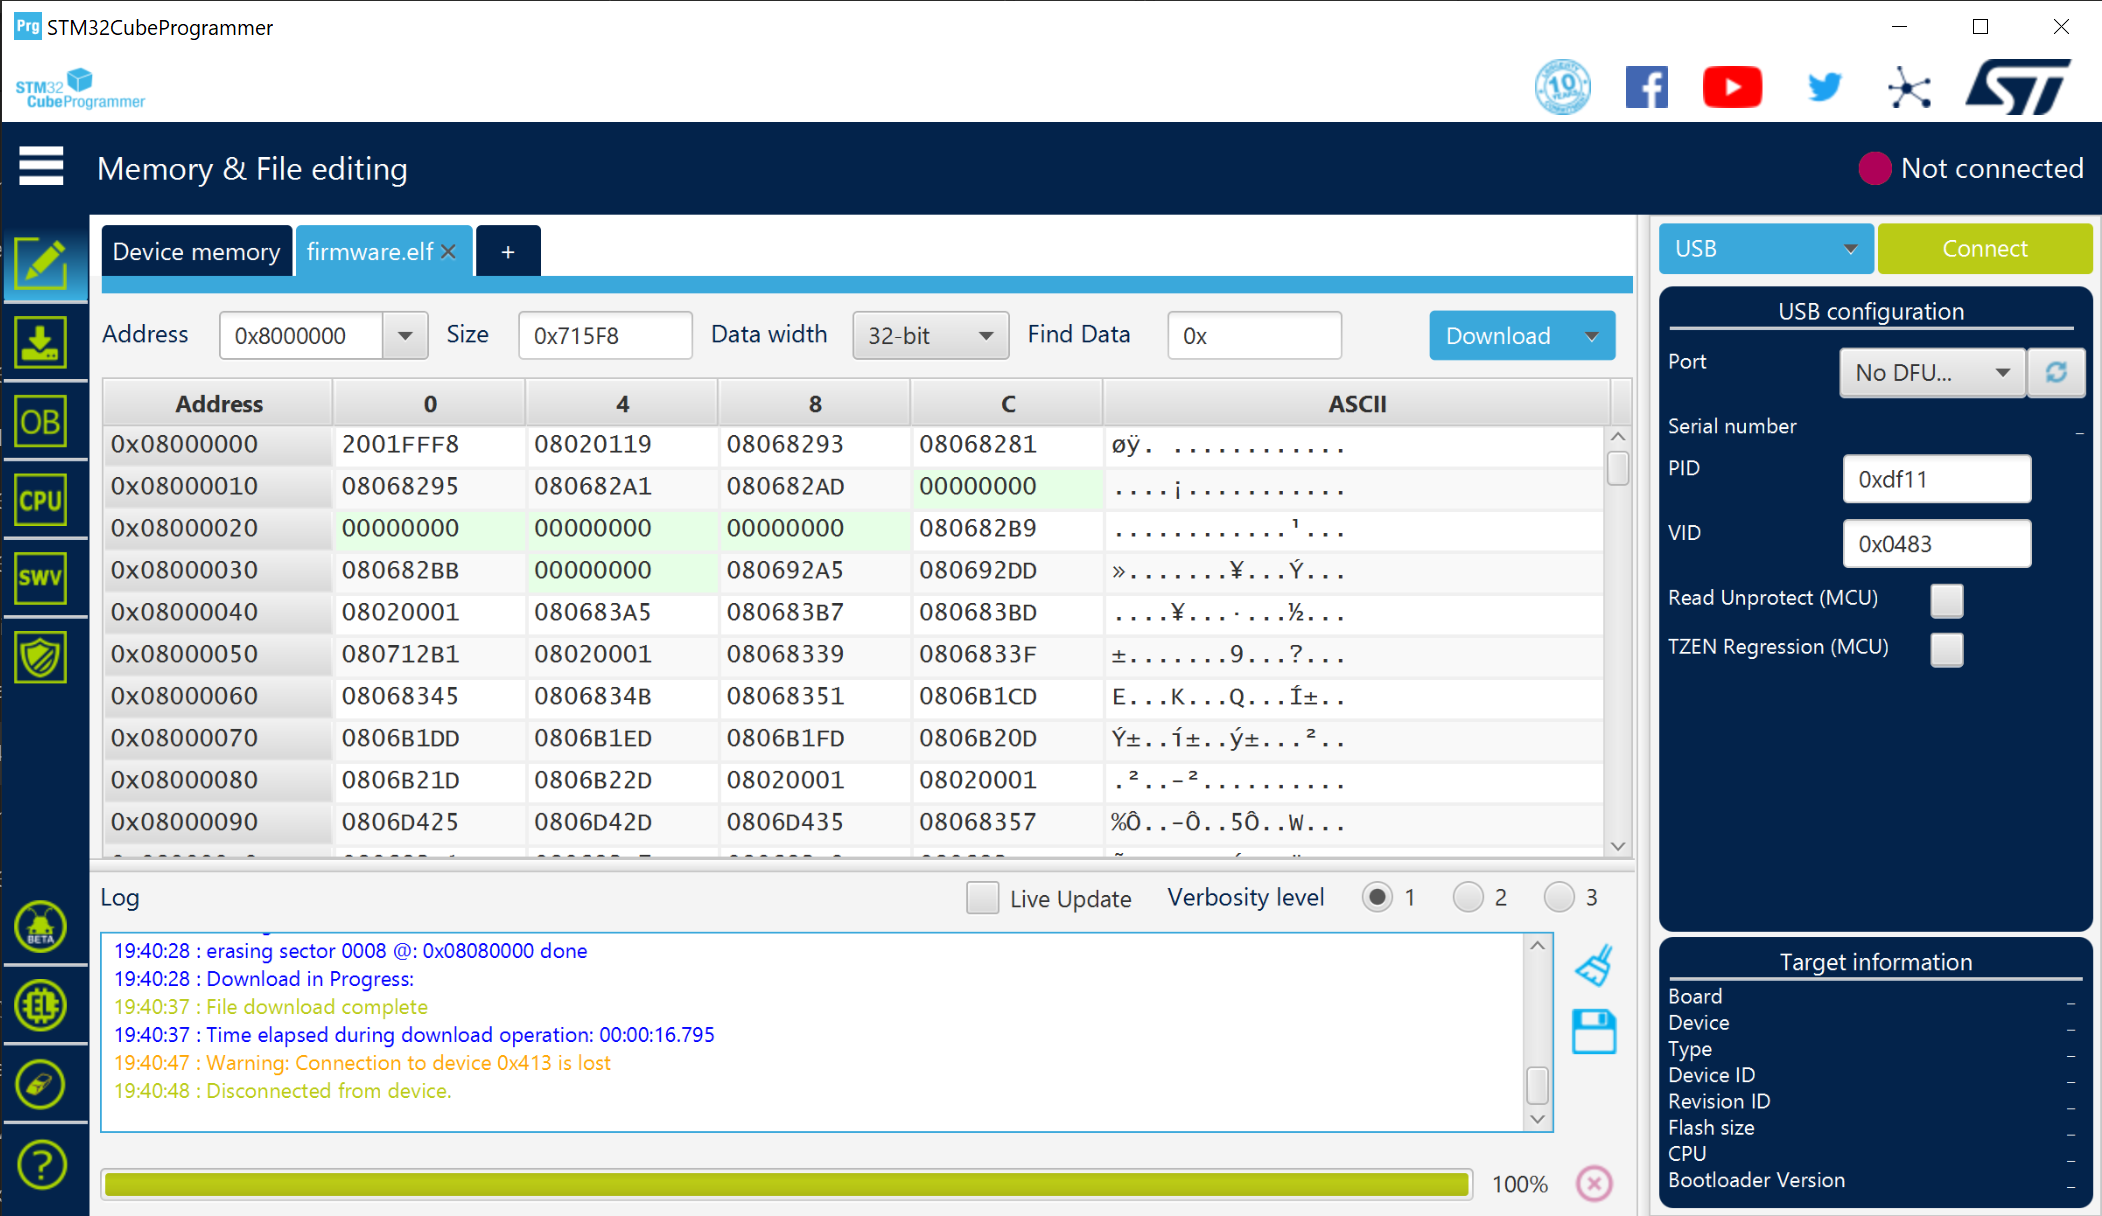 Prg STM32CubeProgrammer
STM32
CubeProgrammer
10 YEARS
ST
Memory & File editing
Not connected
Device memory firmware.elf +
USB Connect
Address 0x8000000 Size 0x715F8 Data width 32-bit Find Data 0x Download
Address 0 4 8 C ASCII
0x08000000 2001FFF8 08020119 08068293 08068281 øÿ. ............
0x08000010 08068295 080682A1 080682AD 00000000 ....¡...........
0x08000020 00000000 00000000 00000000 080682B9 ............¹...
0x08000030 080682BB 00000000 080692A5 080692DD ».......¥...Ý...
0x08000040 08020001 080683A5 080683B7 080683BD ....¥...·...½...
0x08000050 080712B1 08020001 08068339 0806833F ±.......9...?...
0x08000060 08068345 0806834B 08068351 0806B1CD E...K...Q...Í±..
0x08000070 0806B1DD 0806B1ED 0806B1FD 0806B20D Ý±..í±..ý±...²..
0x08000080 0806B21D 0806B22D 08020001 08020001 .²..-²..........
0x08000090 0806D425 0806D42D 0806D435 08068357 %Ô..-Ô..5Ô..W...
OB
CPU
SWV
BETA
EL
?
USB configuration
Port No DFU...
Serial number _
PID 0xdf11
VID 0x0483
Read Unprotect (MCU)
TZEN Regression (MCU)
Log Live Update Verbosity level 1 2 3
19:40:28 : erasing sector 0008 @: 0x08080000 done
19:40:28 : Download in Progress:
19:40:37 : File download complete
19:40:37 : Time elapsed during download operation: 00:00:16.795
19:40:47 : Warning: Connection to device 0x413 is lost
19:40:48 : Disconnected from device.
100%
Target information
Board _
Device _
Type _
Device ID _
Revision ID _
Flash size _
CPU _
Bootloader Version _